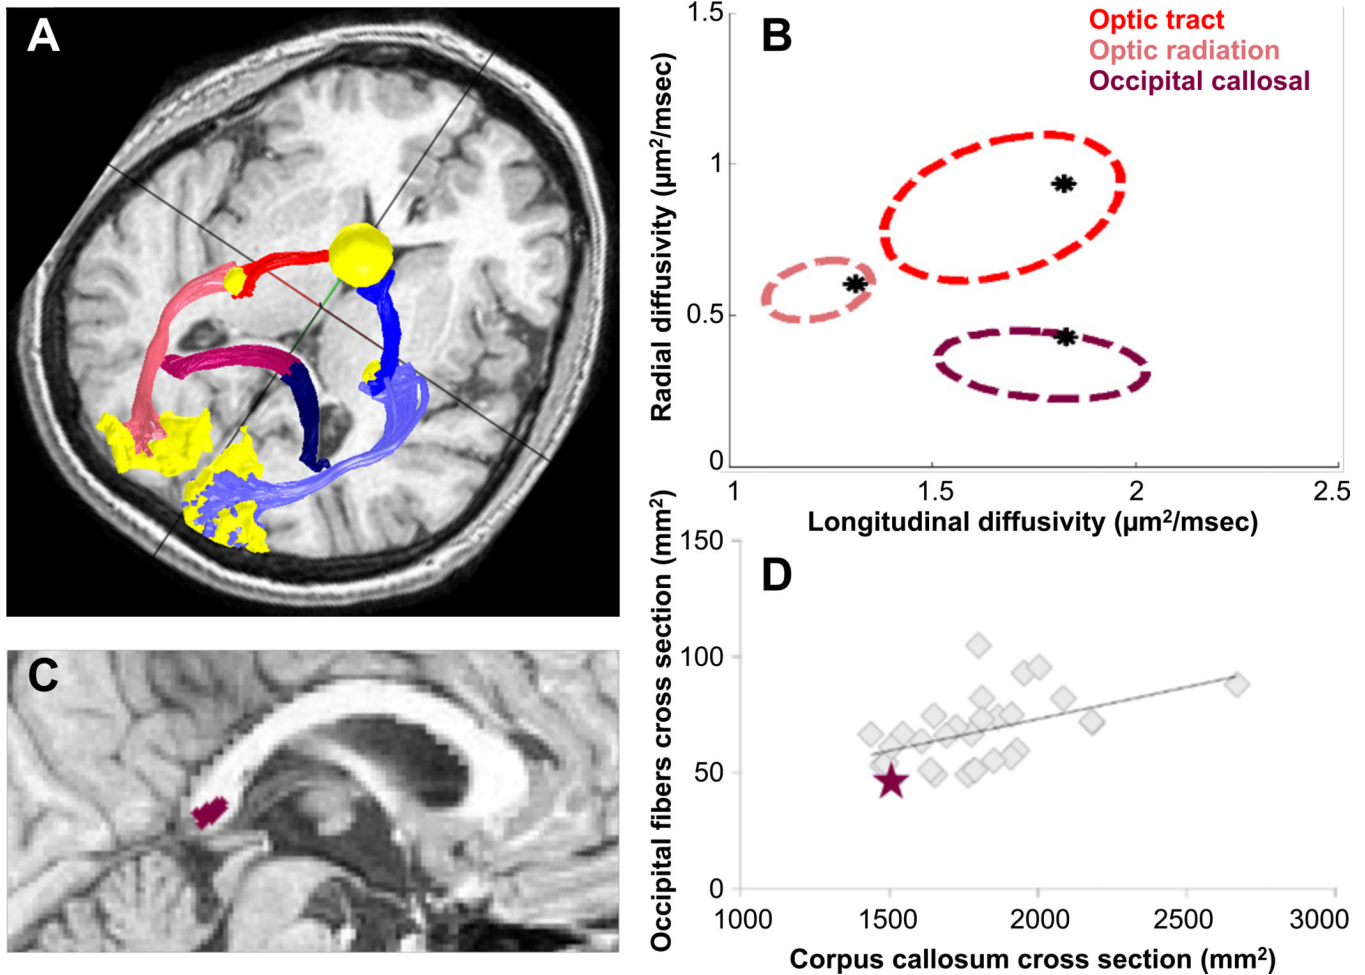 A
B
Optic tract
Optic radiation
Occipital callosal
Radial diffusivity (µm²/msec)
1.5
1
0.5
0
1
1.5
2
2.5
Longitudinal diffusivity (µm²/msec)
C
D
Occipital fibers cross section (mm²)
150
100
50
0
1000
1500
2000
2500
3000
Corpus callosum cross section (mm²)